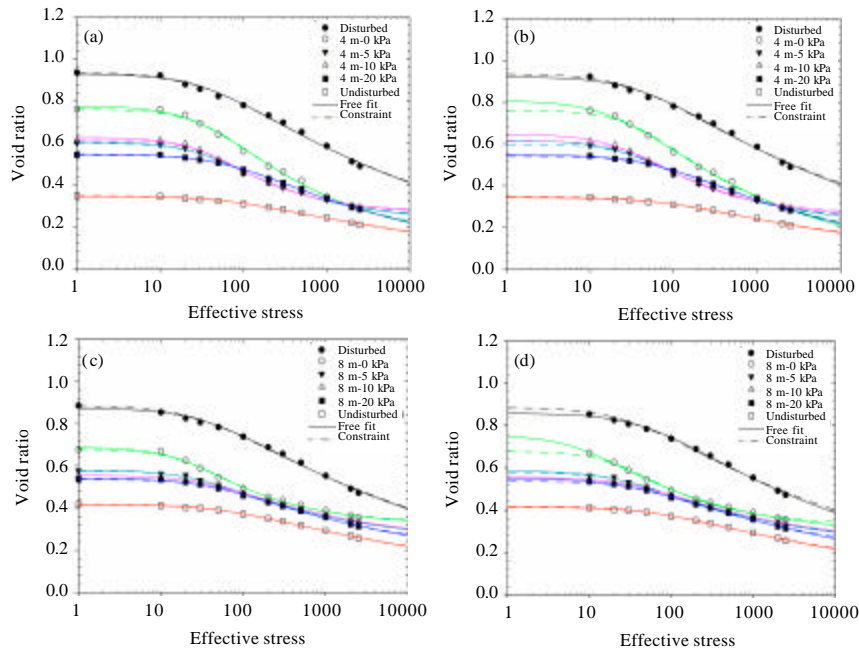 (a)
Void ratio
1.2
1.0
0.8
0.6
0.4
0.2
0.0
1 10 100 1000 10000
Effective stress
Disturbed
4 m-0 kPa
4 m-5 kPa
4 m-10 kPa
4 m-20 kPa
Undisturbed
Free fit
Constraint
(b)
Void ratio
1.2
1.0
0.8
0.6
0.4
0.2
0.0
1 10 100 1000 10000
Effective stress
Disturbed
4 m-0 kPa
4 m-5 kPa
4 m-10 kPa
4 m-20 kPa
Undisturbed
Free fit
Constraint
(c)
Void ratio
1.2
1.0
0.8
0.6
0.4
0.2
0.0
1 10 100 1000 10000
Effective stress
Disturbed
8 m-0 kPa
8 m-5 kPa
8 m-10 kPa
8 m-20 kPa
Undisturbed
Free fit
Constraint
(d)
Void ratio
1.2
1.0
0.8
0.6
0.4
0.2
0.0
1 10 100 1000 10000
Effective stress
Disturbed
8 m-0 kPa
8 m-5 kPa
8 m-10 kPa
8 m-20 kPa
Undisturbed
Free fit
Constraint